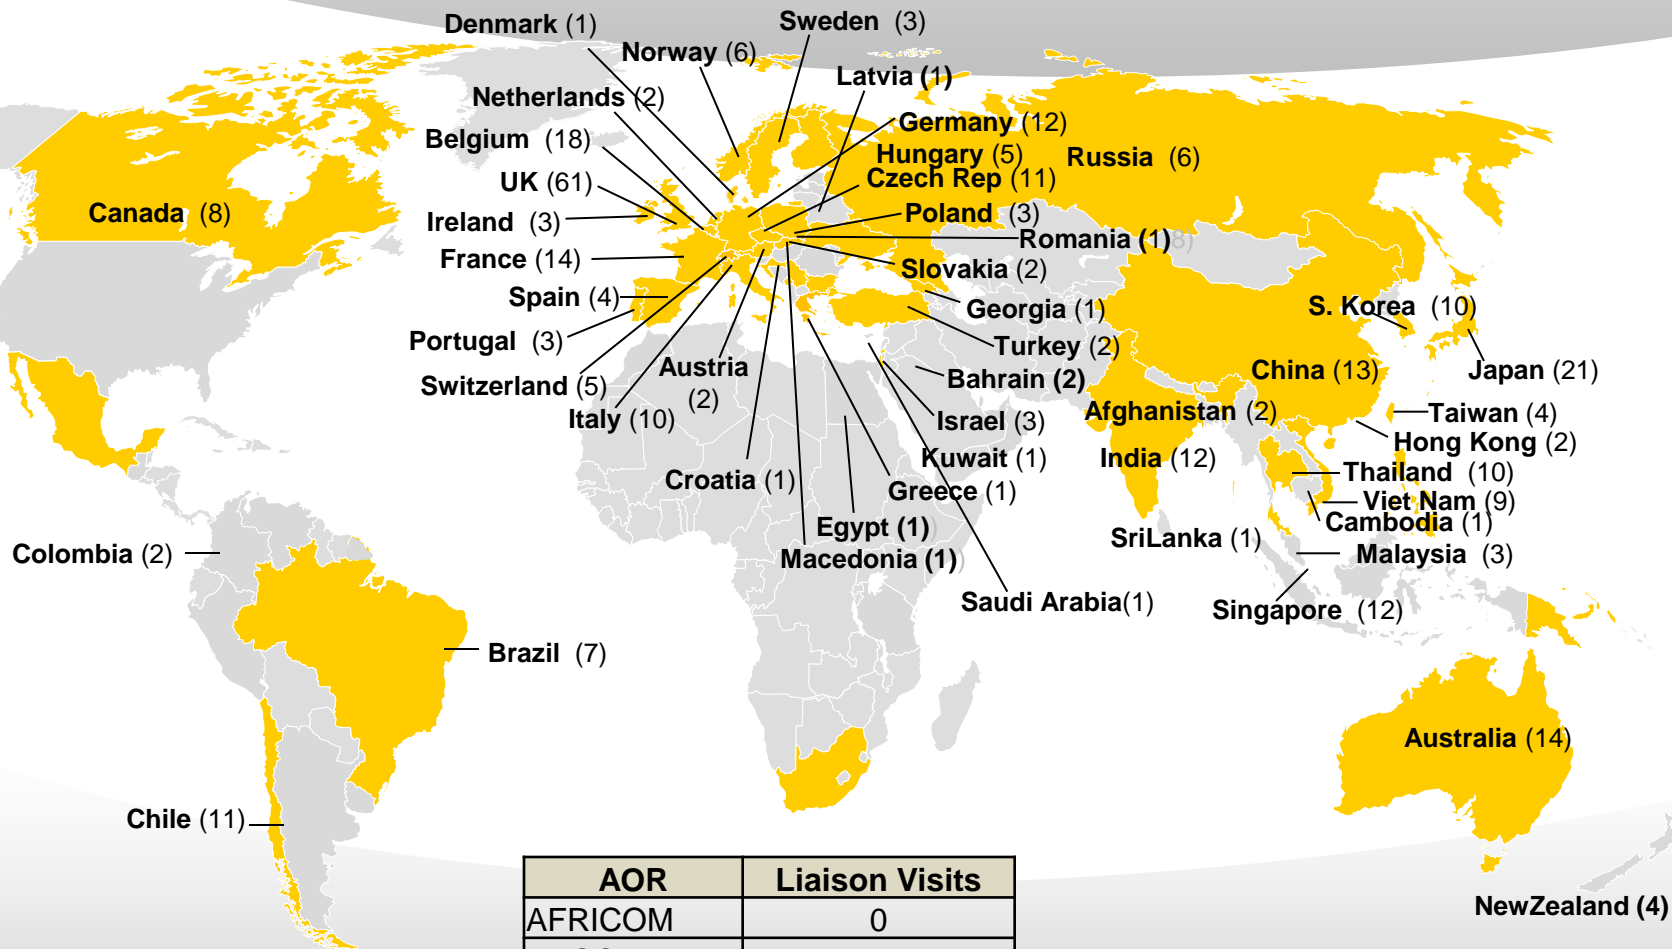 Denmark (1)
Sweden (3)
Norway (6)
Latvia (1)
Netherlands (2)
Germany (12)
Belgium (18)
Hungary (5)
Russia (6)
Czech Rep (11)
UK (61)
Canada (8)
Ireland (3)
Poland (3)
Romania (1)
France (14)
Slovakia (2)
Spain (4)
Georgia (1)
S. Korea (10)
Portugal (3)
Turkey (2)
Austria
(2)
Switzerland (5)
Bahrain (2)
China (13)
Japan (21)
Italy (10)
Israel (3)
Afghanistan (2)
Taiwan (4)
Hong Kong (2)
Kuwait (1)
India (12)
Thailand (10)
Croatia (1)
Greece (1)
Viet Nam (9)
Egypt (1)
Cambodia (1)
SriLanka (1)
Colombia (2)
Macedonia (1)
Malaysia (3)
Saudi Arabia(1)
Singapore (12)
Brazil (7)
Australia (14)
Chile (11)
AOR Liaison Visits
AFRICOM 0
NewZealand (4)